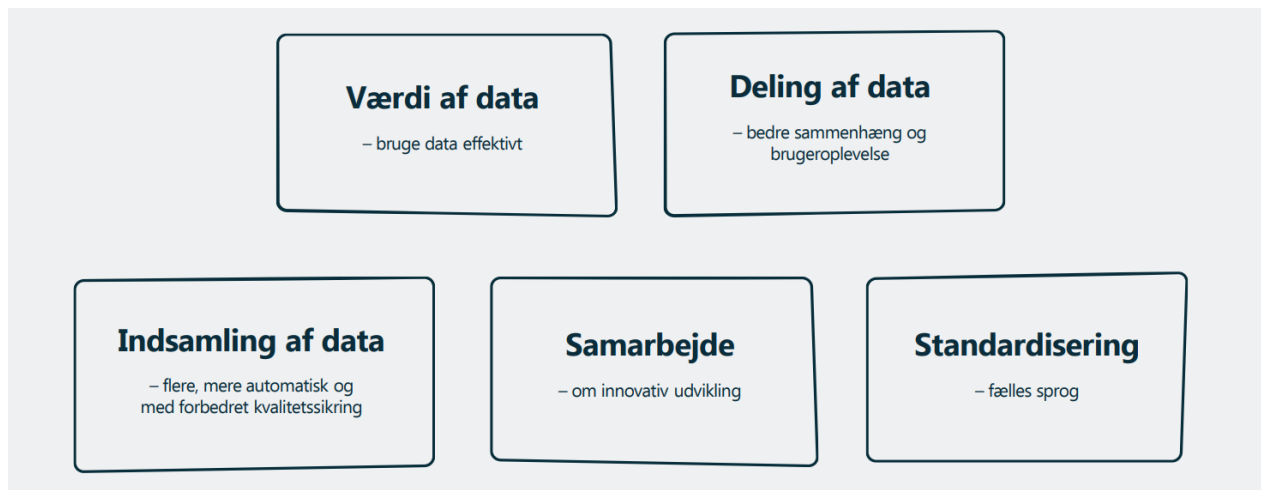 Værdi af data
– bruge data effektivt
Deling af data
– bedre sammenhæng og
brugeroplevelse
Indsamling af data
– flere, mere automatisk og
med forbedret kvalitetssikring
Samarbejde
– om innovativ udvikling
Standardisering
– fælles sprog